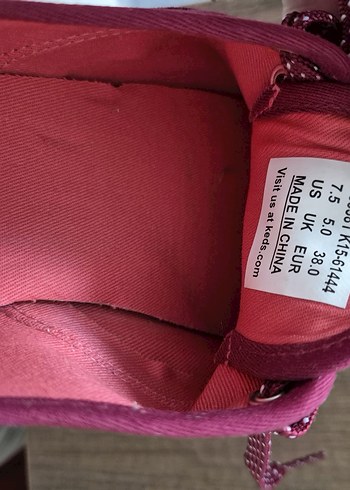 K15-61444
7.5 5.0 38.0
US UK EUR
MADE IN CHINA
Visit us at keds.com